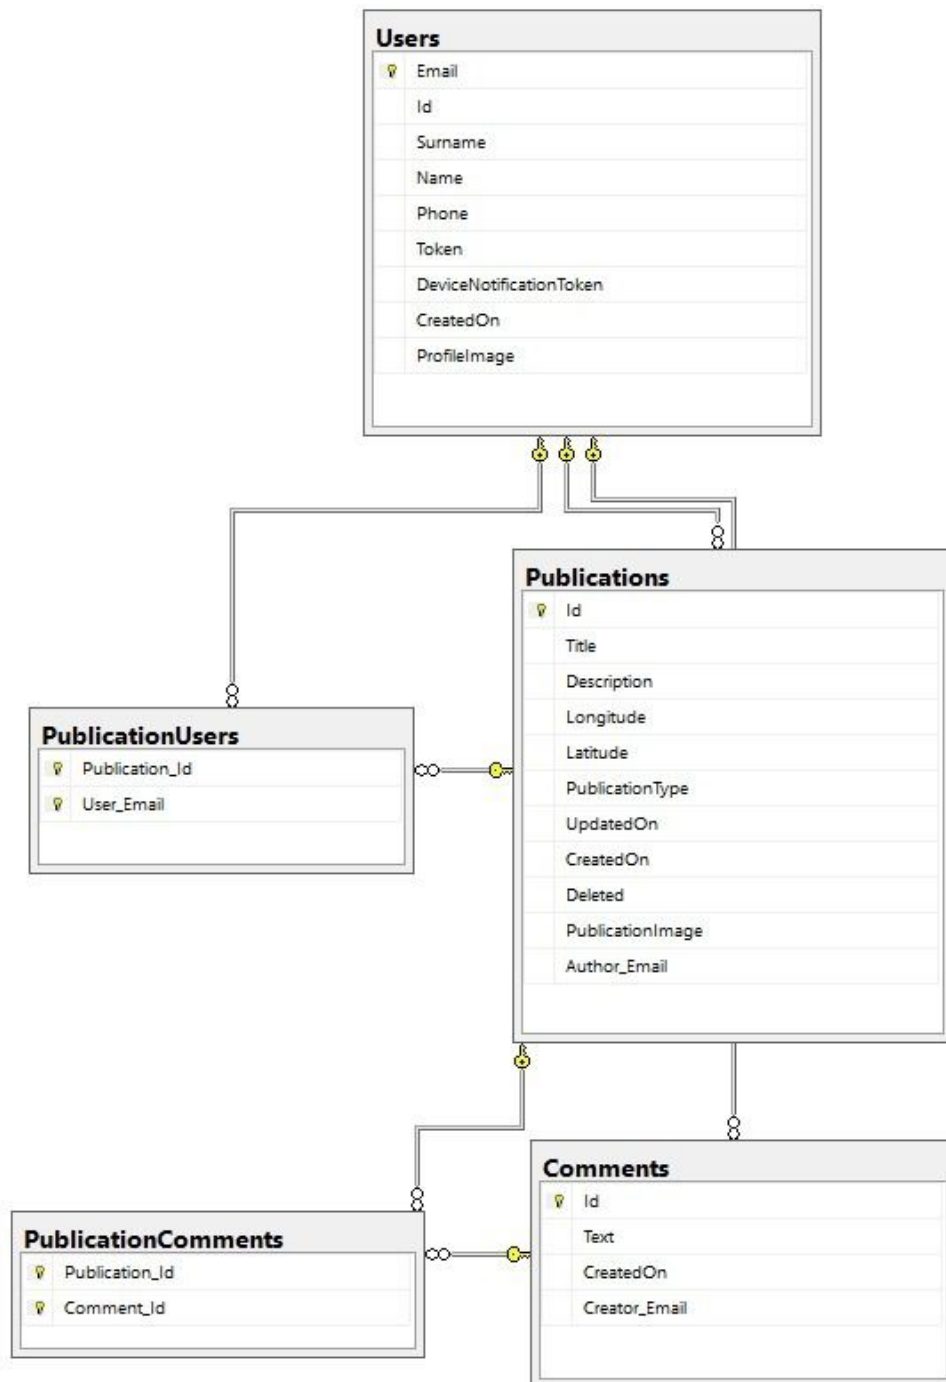 Users
Email
Id
Surname
Name
Phone
Token
DeviceNotificationToken
CreatedOn
ProfileImage
Publications
Id
Title
Description
Longitude
Latitude
PublicationType
UpdatedOn
CreatedOn
Deleted
PublicationImage
Author_Email
PublicationUsers
Publication_Id
User_Email
Comments
Id
Text
CreatedOn
Creator_Email
PublicationComments
Publication_Id
Comment_Id